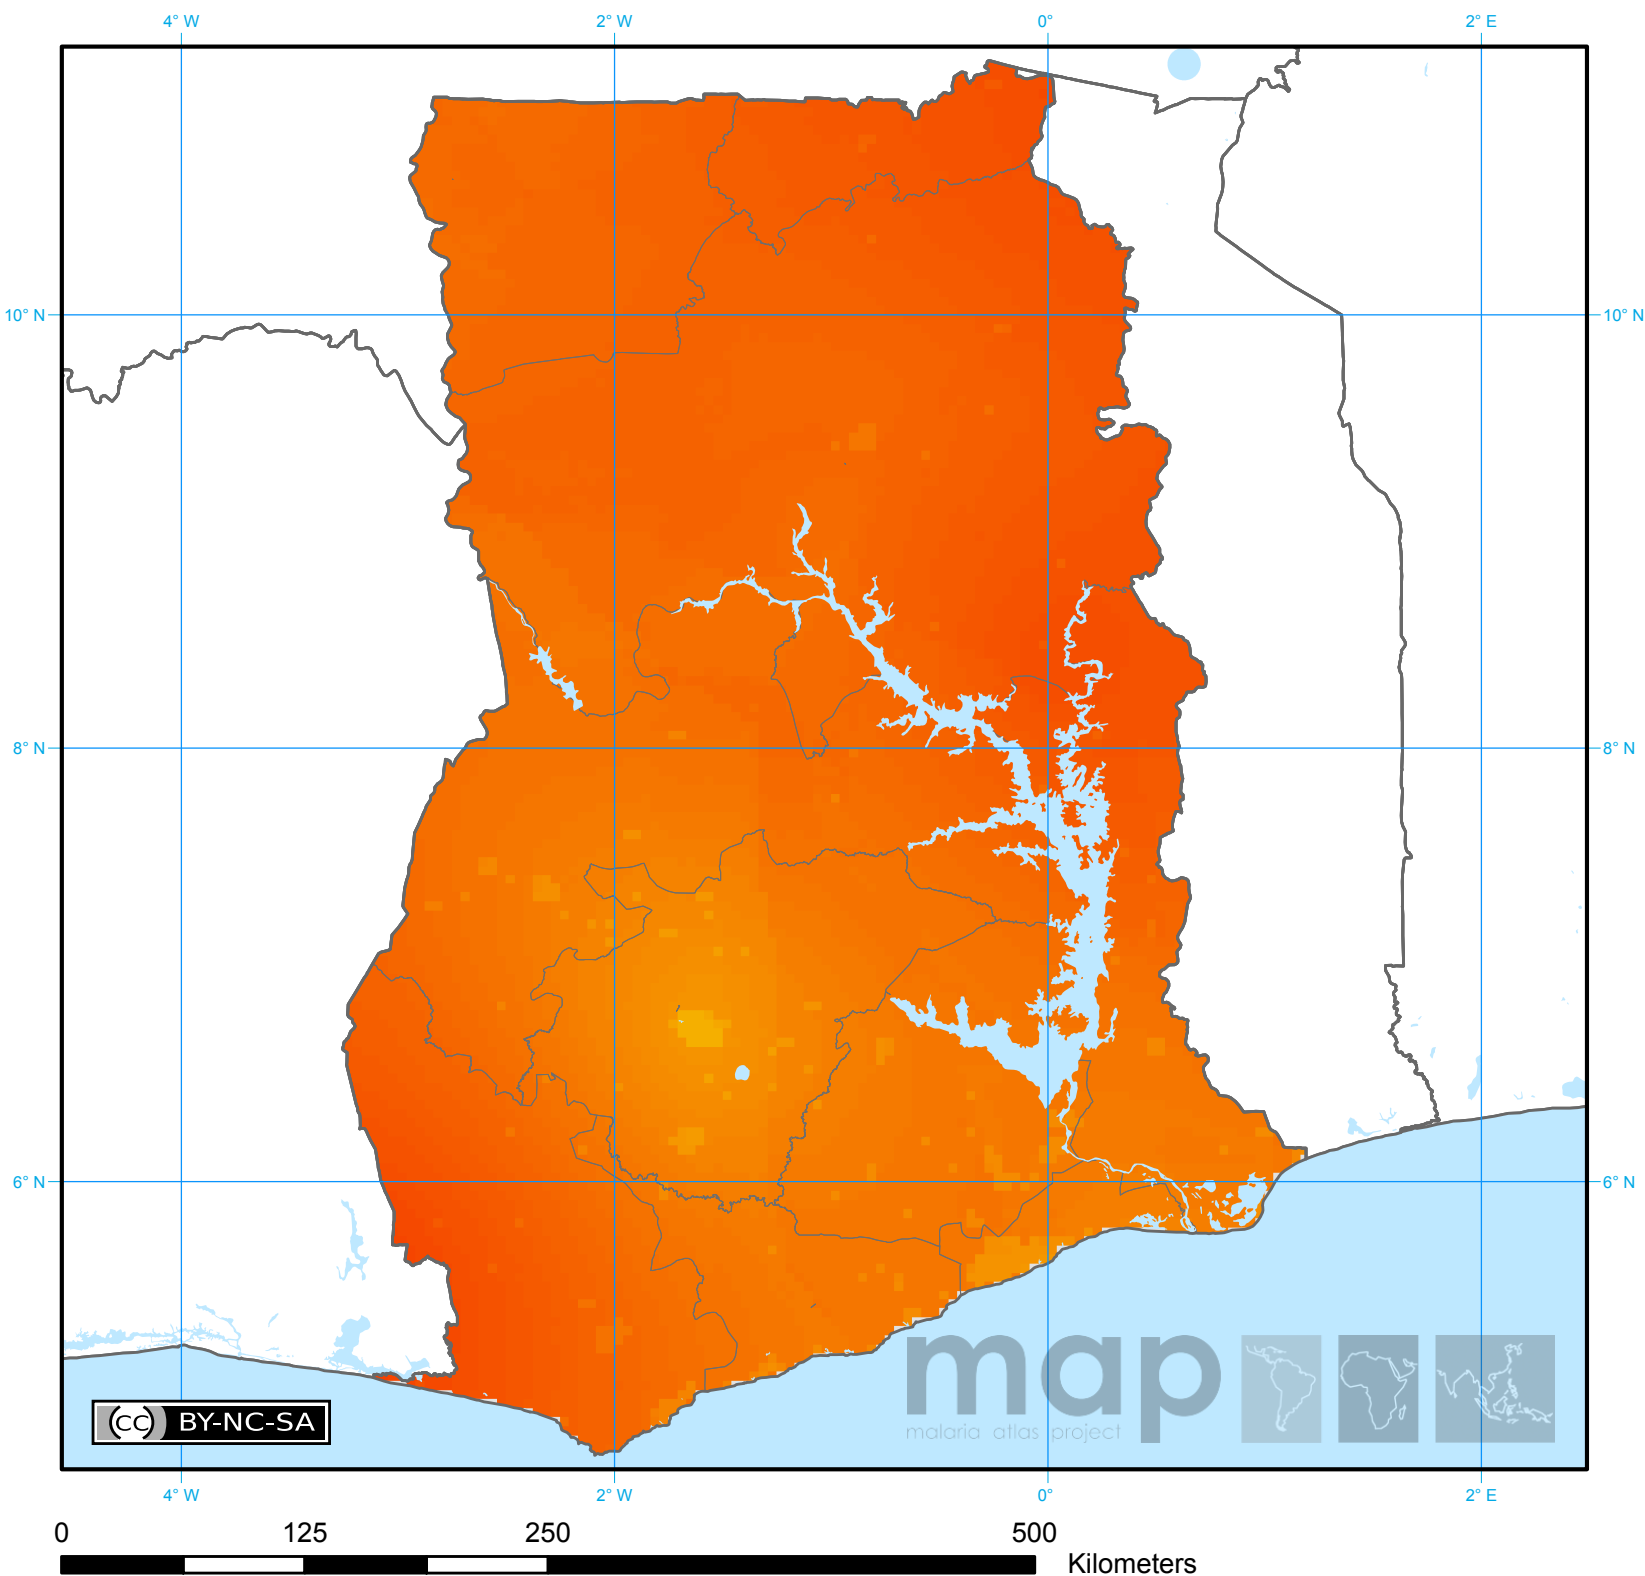 4° W 2° W 0° 2° E
10° N 10° N
8° N 8° N
6° N 6° N
map
malaria atlas project
(cc) BY-NC-SA
4° W 2° W 0° 2° E
0 125 250 500
Kilometers